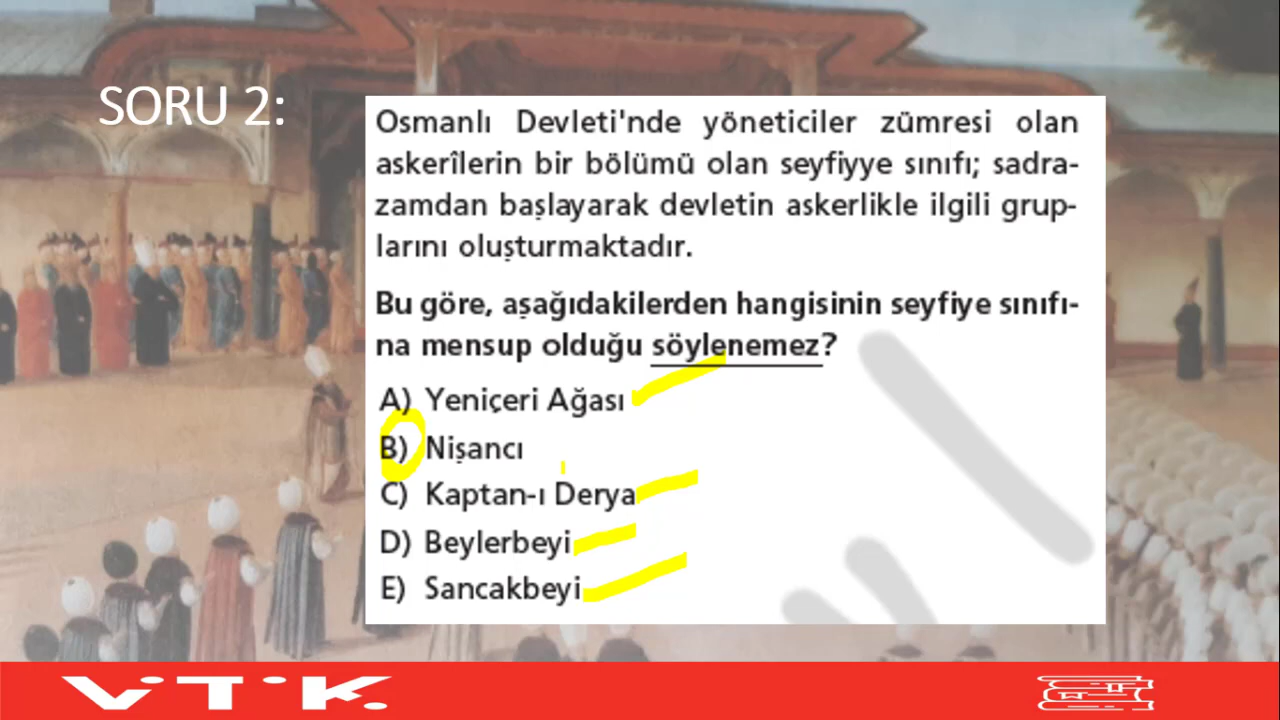 SORU 2:
Osmanlı Devleti'nde yöneticiler zümresi olan
askerîlerin bir bölümü olan seyfiyye sınıfı; sadra-
zamdan başlayarak devletin askerlikle ilgili grup-
larını oluşturmaktadır.
Bu göre, aşağıdakilerden hangisinin seyfiye sınıfı-
na mensup olduğu söylenemez?
A) Yeniçeri Ağası
B) Nişancı
C) Kaptan-ı Derya
D) Beylerbeyi
E) Sancakbeyi
VTK